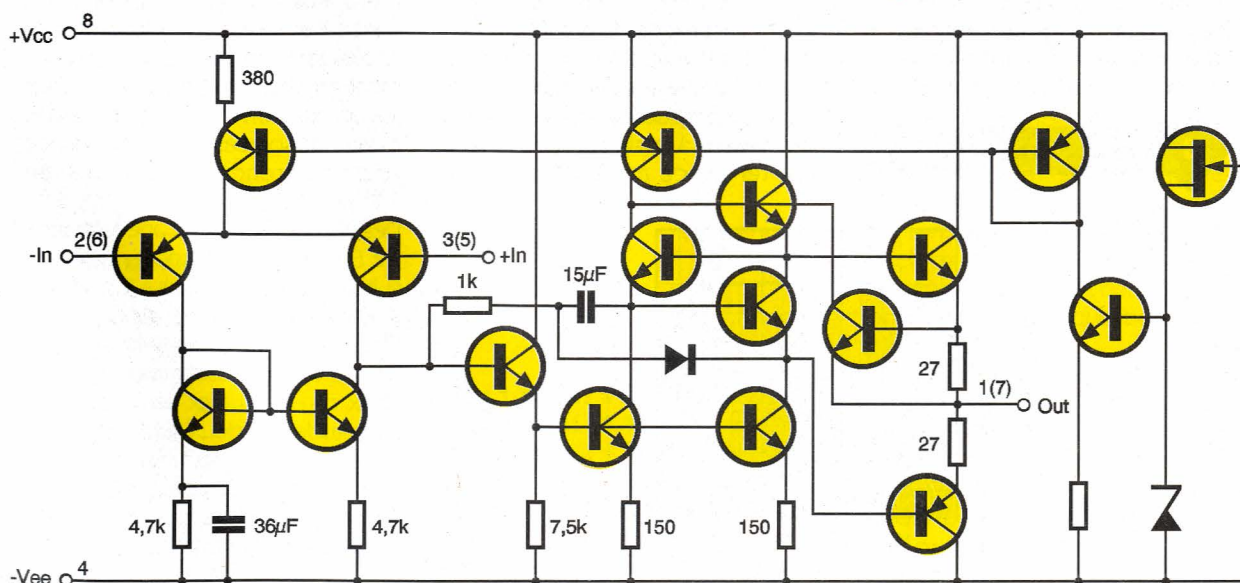 +Vcc 8
380
2(6)
-In
3(5)
+In
1k
15µF
27
1(7)
Out
27
4,7k
36µF
4,7k
7,5k
150
150
-Vee 4